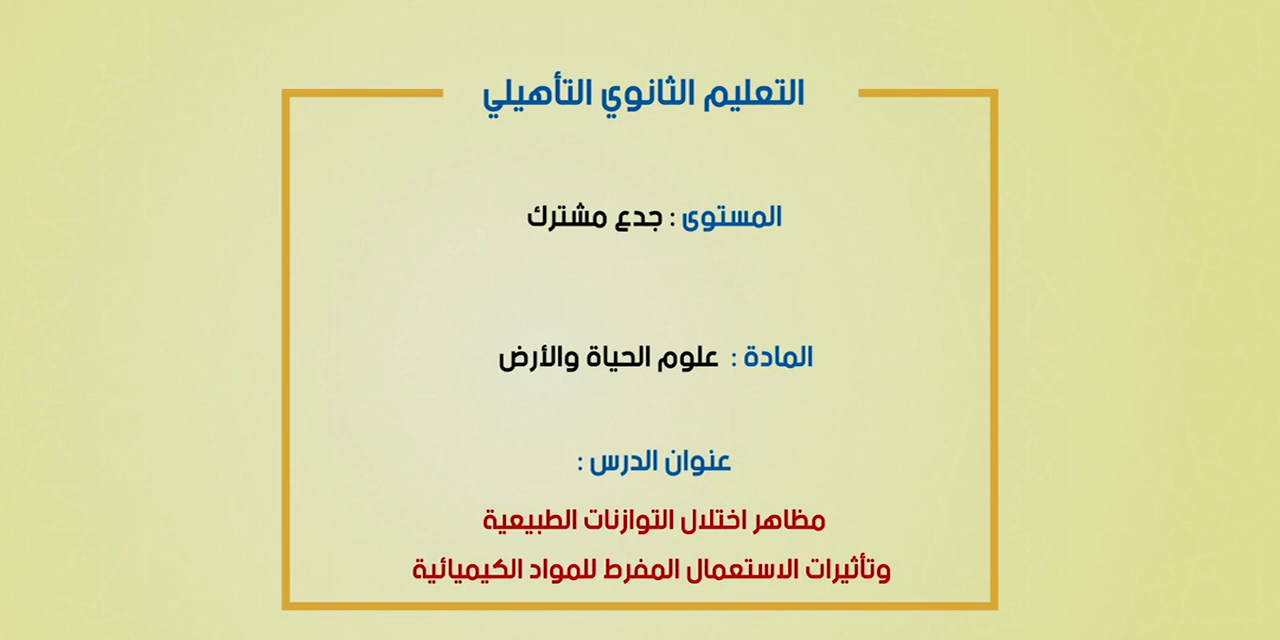 التعليم الثانوي التأهيلي
المستوى : جدع مشترك
المادة : علوم الحياة والأرض
عنوان الدرس :
مظاهر اختلال التوازنات الطبيعية
وتأثيرات الاستعمال المفرط للمواد الكيميائية